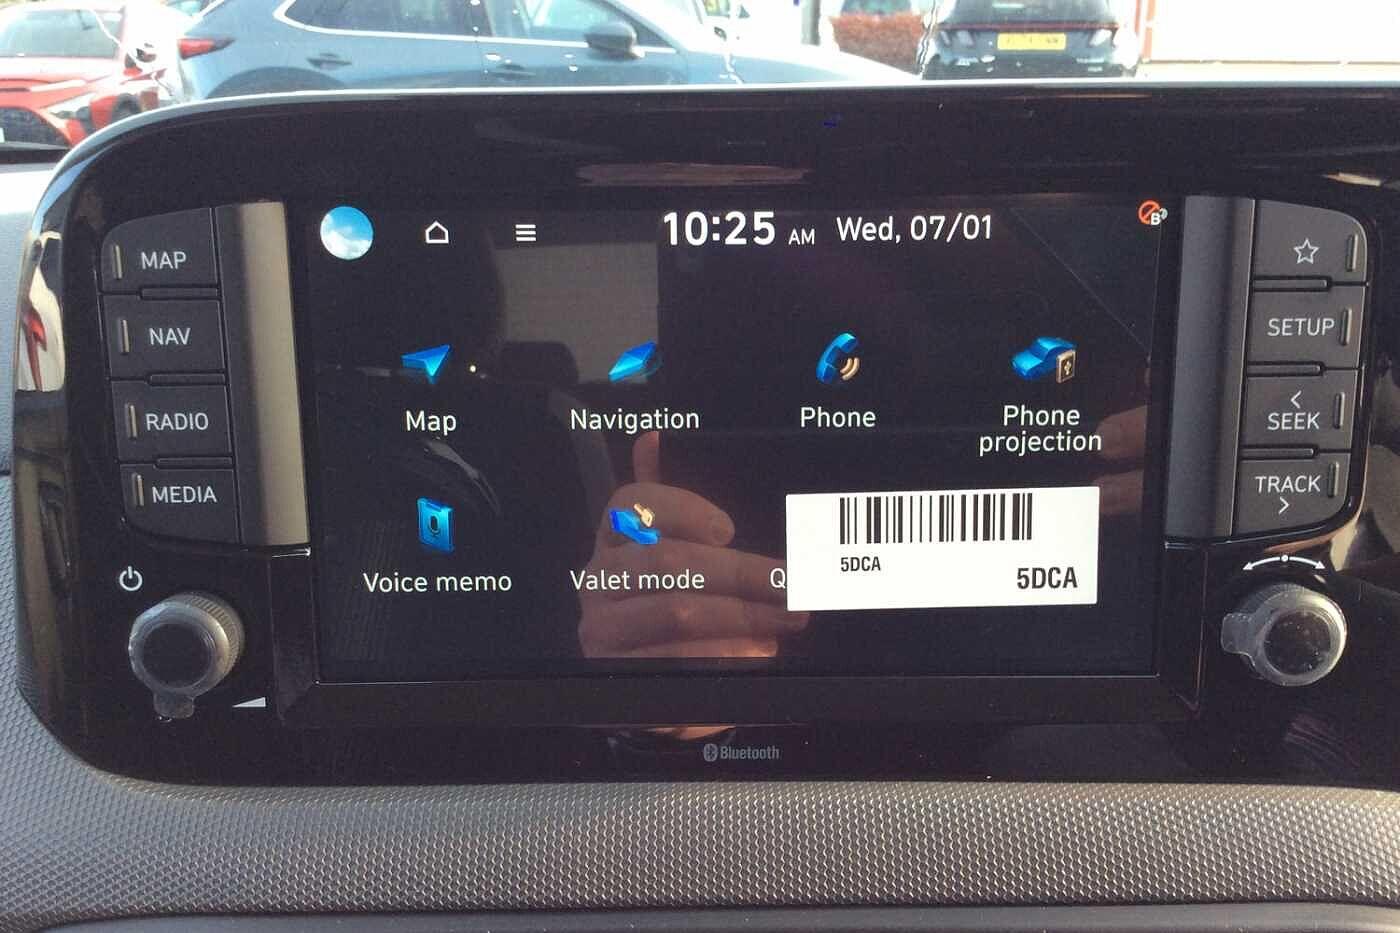 10:25 AM Wed, 07/01
MAP
NAV
RADIO
MEDIA
Map
Navigation
Phone
Phone
projection
Voice memo
Valet mode
Q
5DCA
5DCA
SETUP
<
SEEK
TRACK
>
Bluetooth